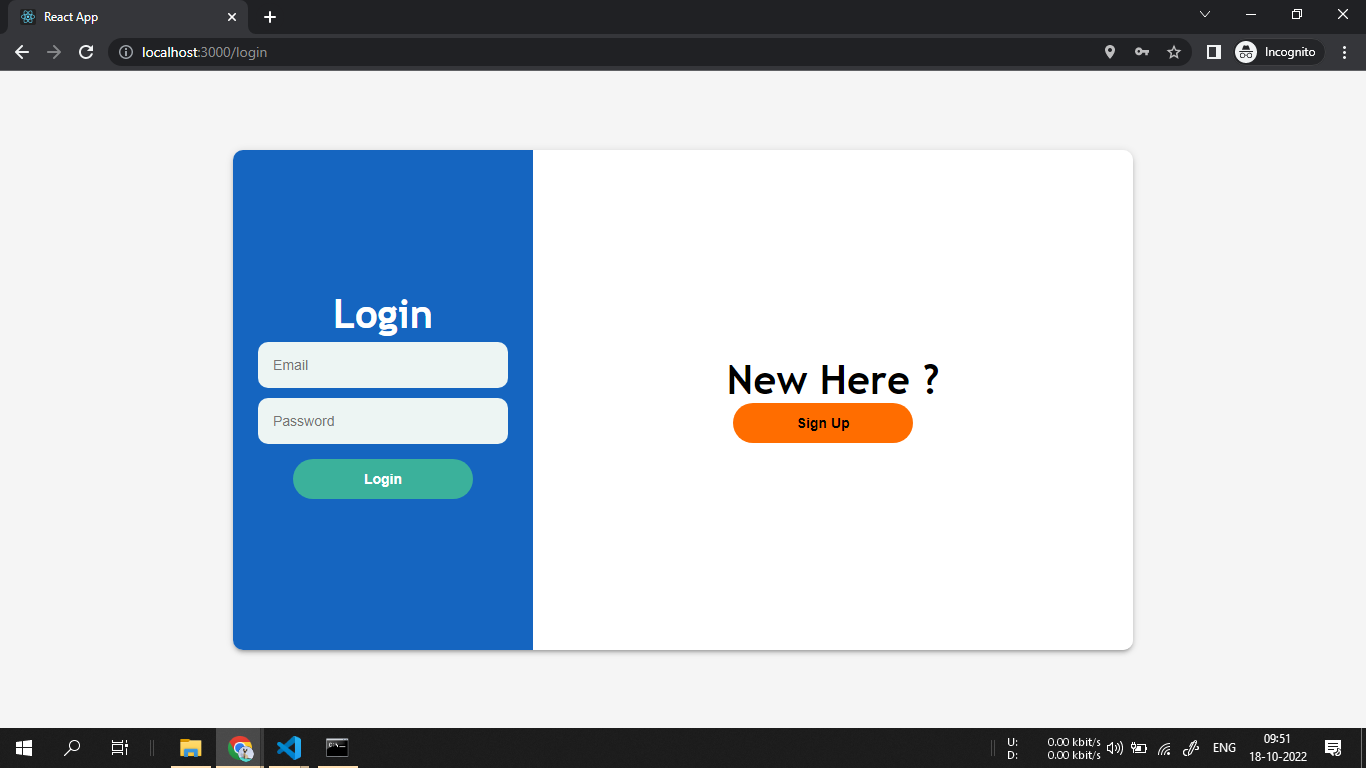 React App
localhost:3000/login
Incognito
Login
Email
Password
Login
New Here ?
Sign Up
U: 0.00 kbit/s
D: 0.00 kbit/s
ENG
09:51
18-10-2022